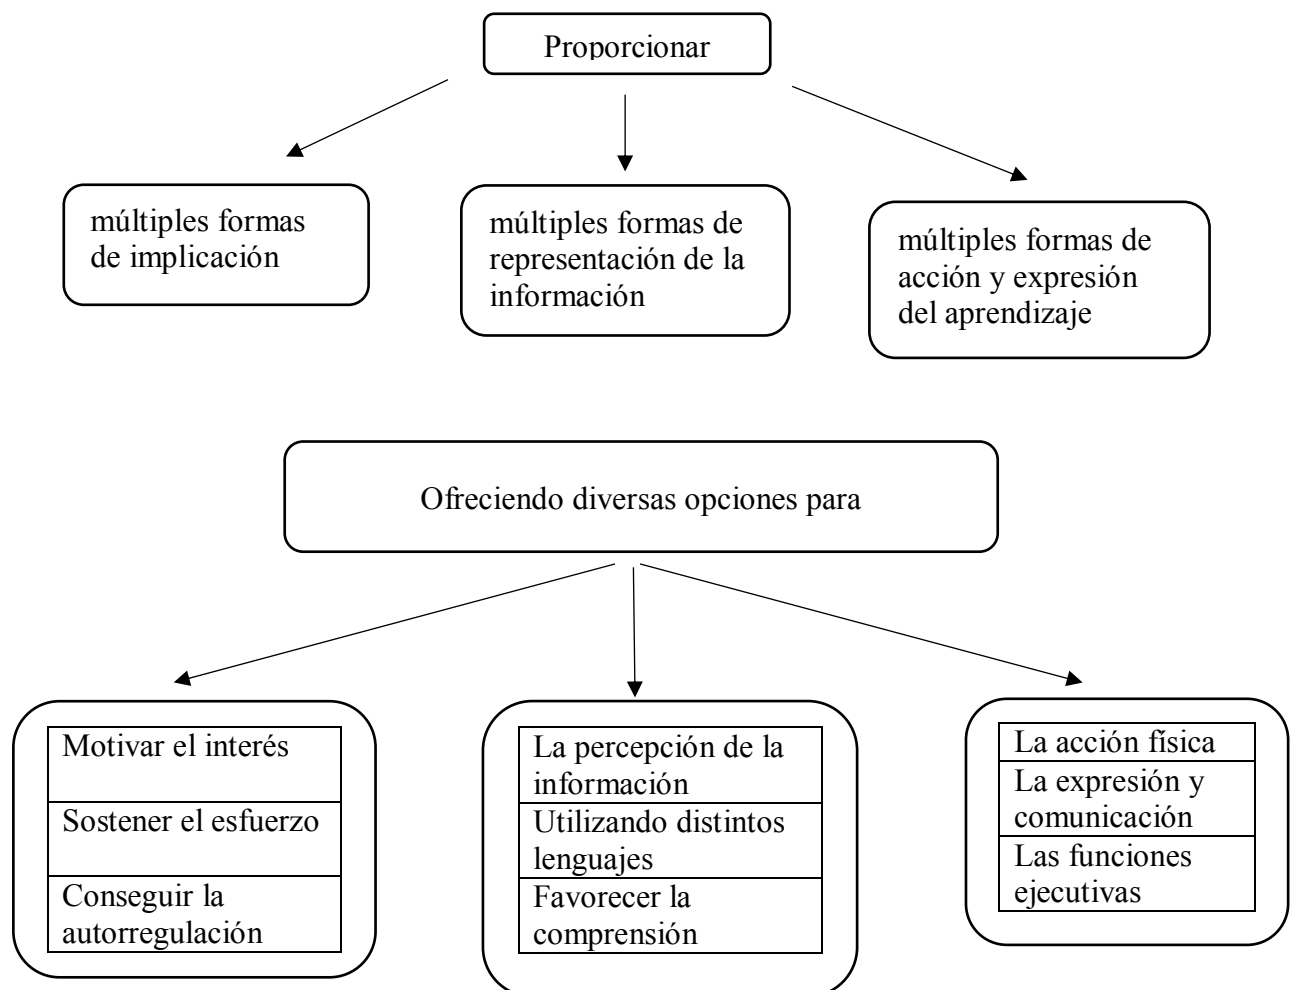 Proporcionar
múltiples formas
de implicación
múltiples formas de
representación de la
información
múltiples formas de
acción y expresión
del aprendizaje
Ofreciendo diversas opciones para
Motivar el interés
Sostener el esfuerzo
Conseguir la
autorregulación
La percepción de la
información
Utilizando distintos
lenguajes
Favorecer la
comprensión
La acción física
La expresión y
comunicación
Las funciones
ejecutivas